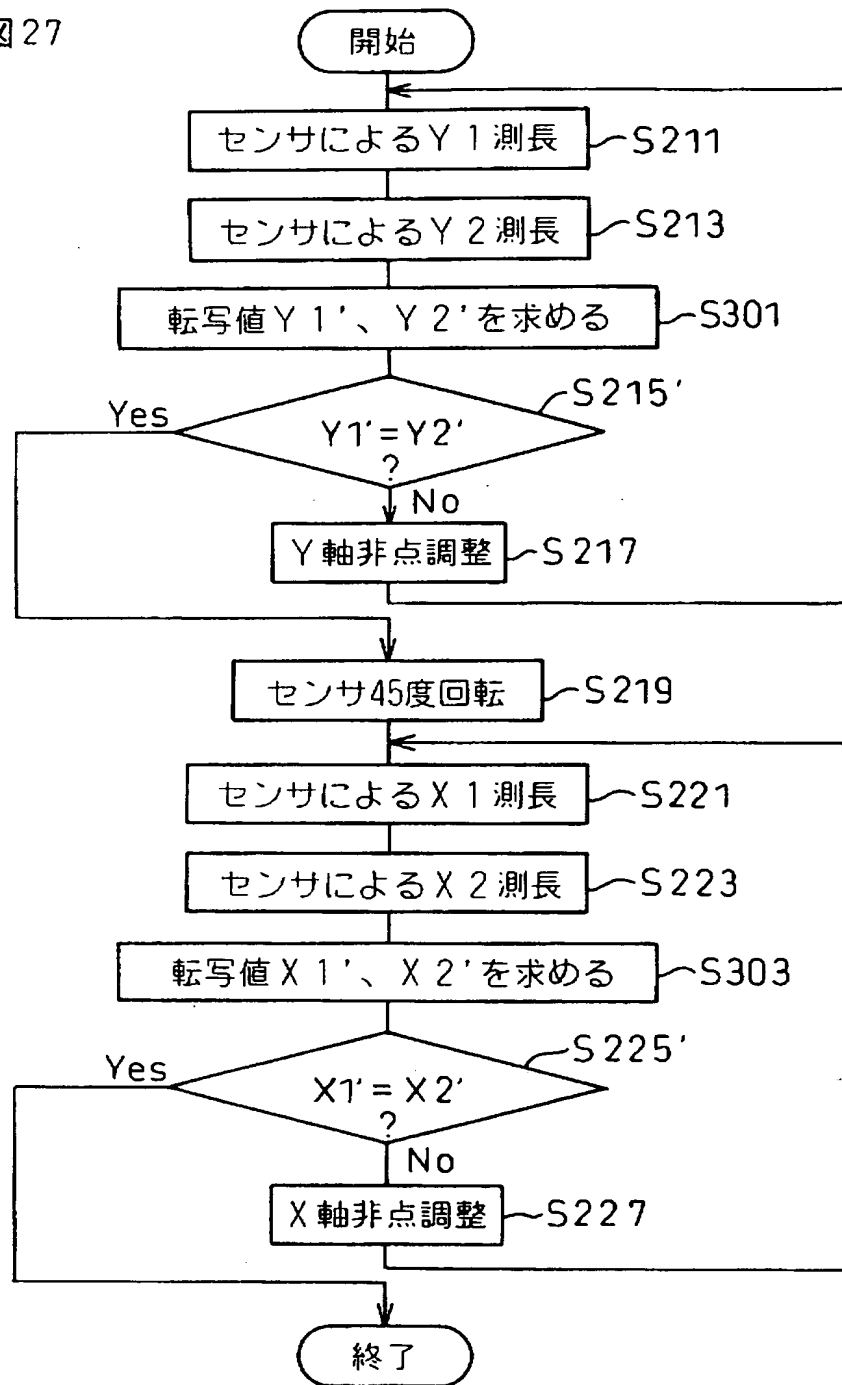 図27
開始
センサによるY1測長
S211
センサによるY2測長
S213
転写値Y1'、Y2'を求める
S301
S215'
Yes
Y1'=Y2'
?
No
Y軸非点調整
S217
センサ45度回転
S219
センサによるX1測長
S221
センサによるX2測長
S223
転写値X1'、X2'を求める
S303
S225'
Yes
X1'=X2'
?
No
X軸非点調整
S227
終了